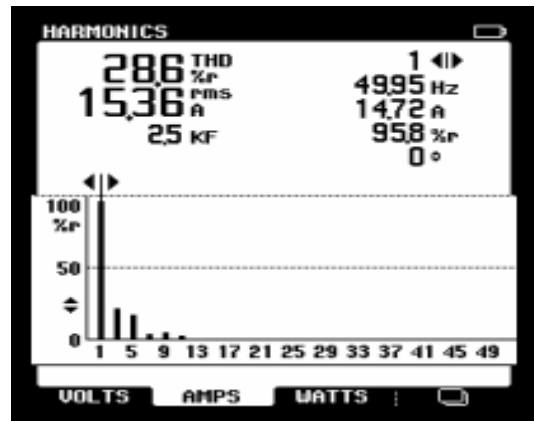 HARMONICS
28,6 THD %r
15,36 rms A
2,5 KF
1
49,95 Hz
14,72 A
95,8 %r
0 °
100
%r
50
0
1 5 9 13 17 21 25 29 33 37 41 45 49
VOLTS AMPS WATTS